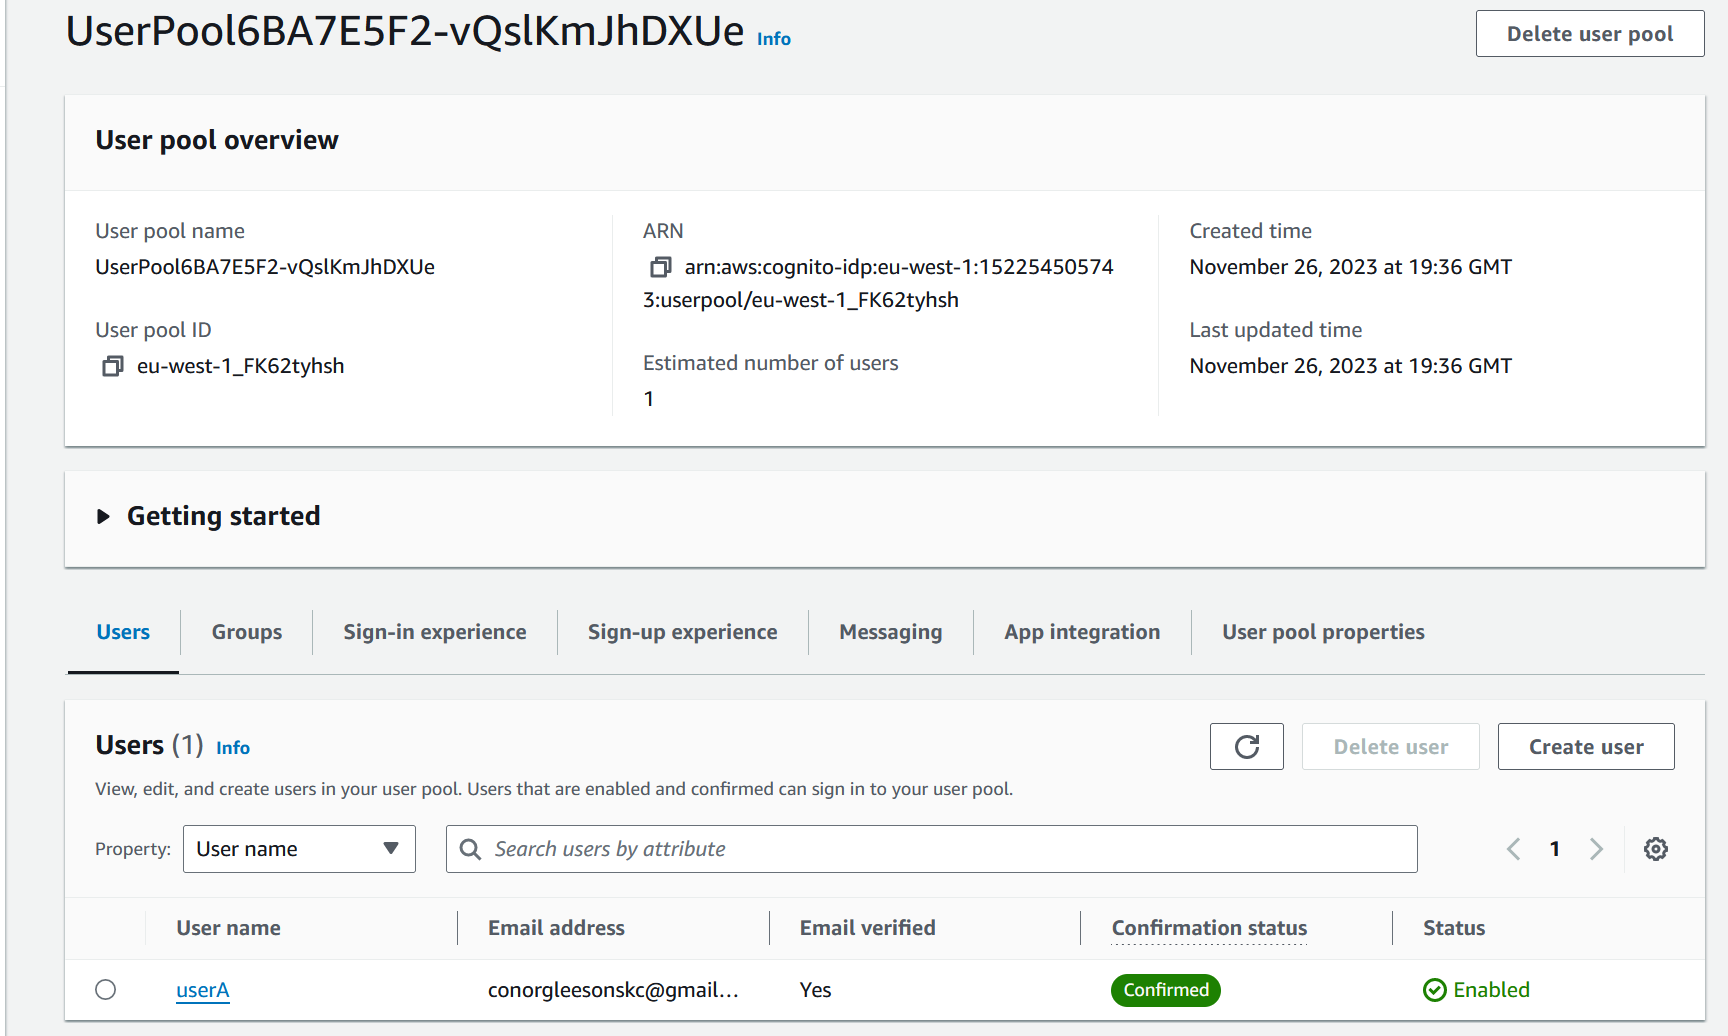 UserPool6BA7E5F2-vQslKmJhDXUe Info
Delete user pool
User pool overview
User pool name
UserPool6BA7E5F2-vQslKmJhDXUe
User pool ID
eu-west-1_FK62tyhsh
ARN
arn:aws:cognito-idp:eu-west-1:15225450574
3:userpool/eu-west-1_FK62tyhsh
Estimated number of users
1
Created time
November 26, 2023 at 19:36 GMT
Last updated time
November 26, 2023 at 19:36 GMT
Getting started
Users Groups Sign-in experience Sign-up experience Messaging App integration User pool properties
Users (1) Info
Delete user
Create user
View, edit, and create users in your user pool. Users that are enabled and confirmed can sign in to your user pool.
Property: User name Search users by attribute 1
User name Email address Email verified Confirmation status Status
userA conorgleesonskc@gmail... Yes Confirmed Enabled